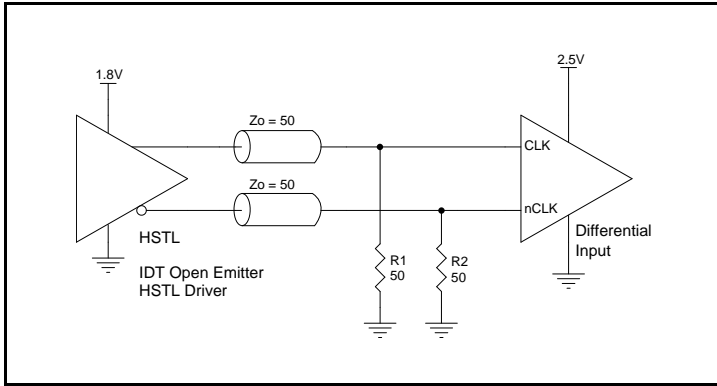 1.8V
2.5V
Zo = 50
CLK
Zo = 50
nCLK
HSTL
Differential
Input
IDT Open Emitter
HSTL Driver
R1
50
R2
50